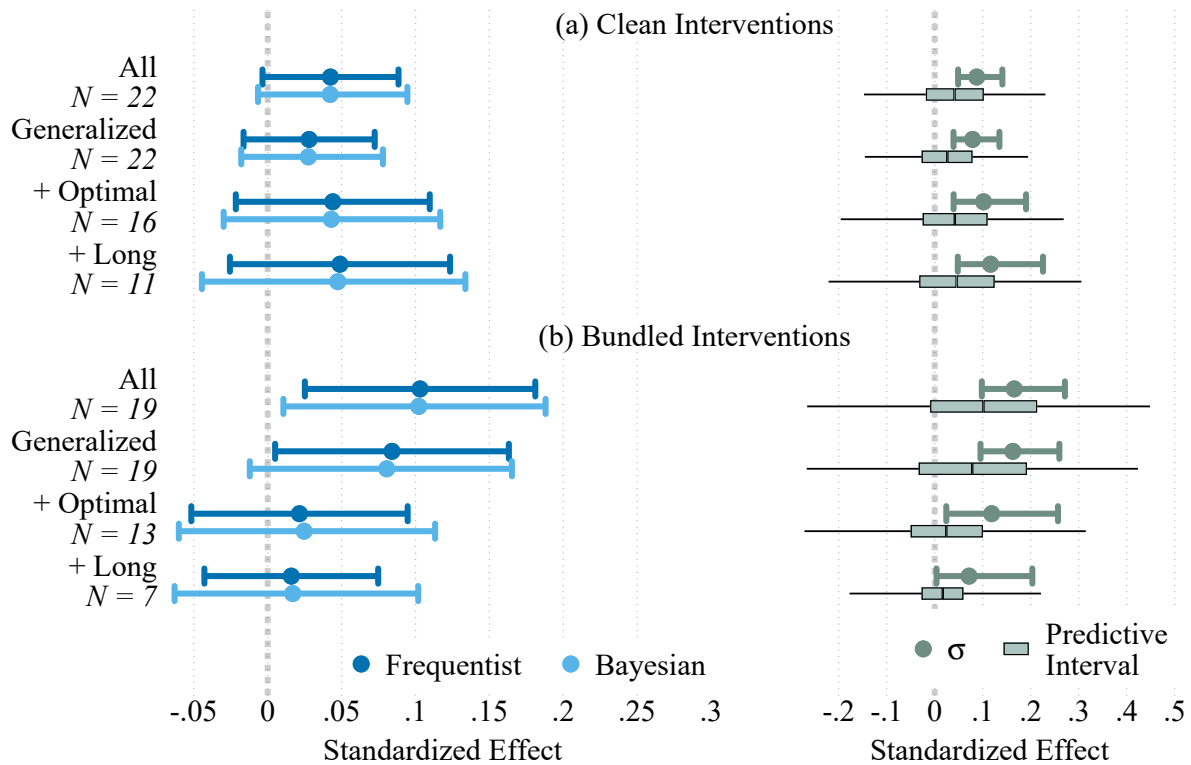 (a) Clean Interventions
All
N = 22
Generalized
N = 22
+ Optimal
N = 16
+ Long
N = 11
(b) Bundled Interventions
All
N = 19
Generalized
N = 19
+ Optimal
N = 13
+ Long
N = 7
Frequentist
Bayesian
σ
Predictive
Interval
-.05 0 .05 .1 .15 .2 .25 .3
Standardized Effect
-.2 -.1 0 .1 .2 .3 .4 .5
Standardized Effect